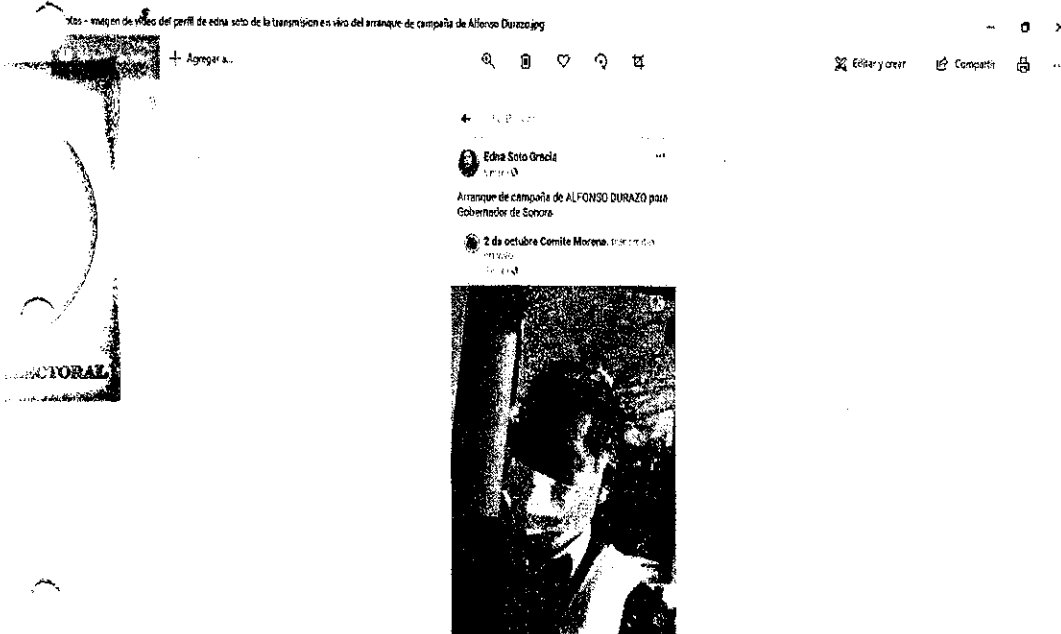 - imagen de video del perfil de edna soto de la transmision en vivo del arranque de campaña de Alfonso Durazo.jpg
Agregar a...
Editar y crear
Compartir
Edna Soto Gracia
Arranque de campaña de ALFONSO DURAZO para
Gobernador de Sonora
2 de octubre Comite Morena.
CTORAL